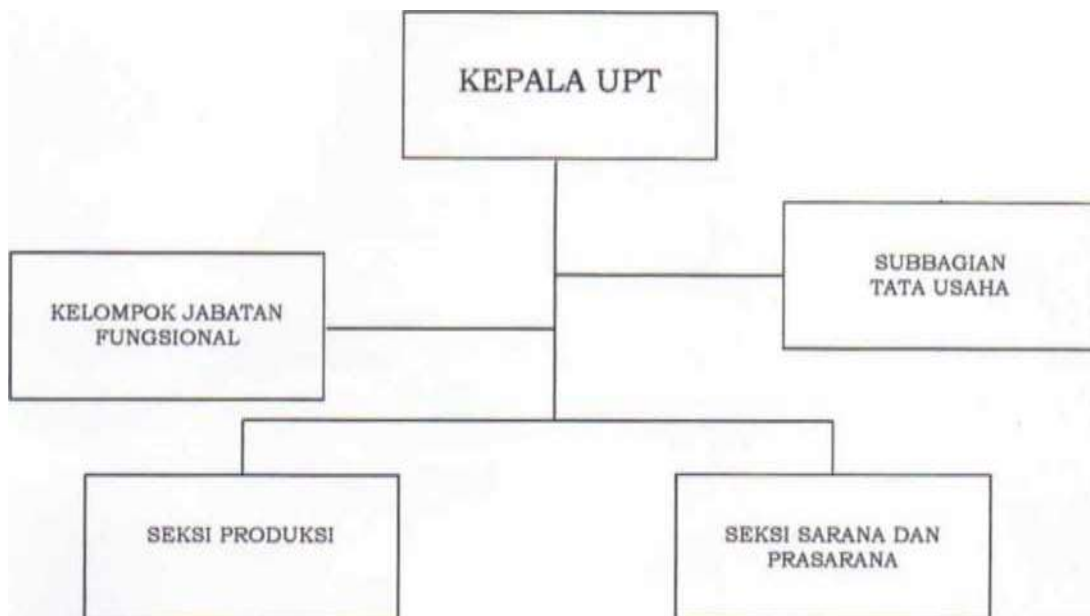 KEPALA UPT
SUBBAGIAN
TATA USAHA
KELOMPOK JABATAN
FUNGSIONAL
SEKSI PRODUKSI
SEKSI SARANA DAN
PRASARANA